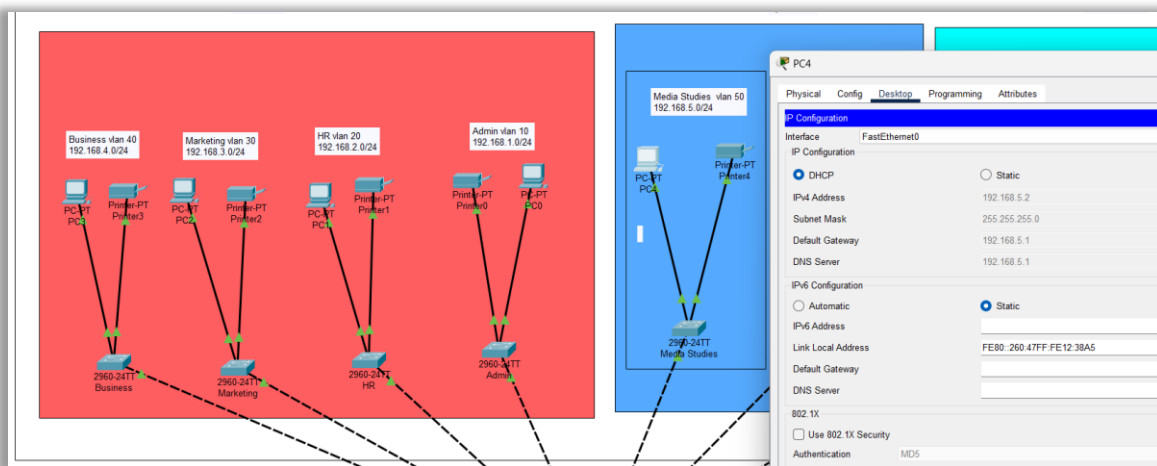 Business vlan 40
192.168.4.0/24
Marketing vlan 30
192.168.3.0/24
HR vlan 20
192.168.2.0/24
Admin vlan 10
192.168.1.0/24
PC-PT
PC3
Printer-PT
Printer3
PC-PT
PC2
Printer-PT
Printer2
PC-PT
PC1
Printer-PT
Printer1
Printer-PT
Printer0
PC-PT
PC0
2960-24TT
Business
2960-24TT
Marketing
2960-24TT
HR
2960-24TT
Admin
Media Studies vlan 50
192.168.5.0/24
PC-PT
PC4
Printer-PT
Printer4
2960-24TT
Media Studies
PC4
Physical Config Desktop Programming Attributes
IP Configuration
Interface FastEthernet0
IP Configuration
DHCP Static
IPv4 Address 192.168.5.2
Subnet Mask 255.255.255.0
Default Gateway 192.168.5.1
DNS Server 192.168.5.1
IPv6 Configuration
Automatic Static
IPv6 Address
Link Local Address FE80::260:47FF:FE12:38A5
Default Gateway
DNS Server
802.1X
Use 802.1X Security
Authentication MD5